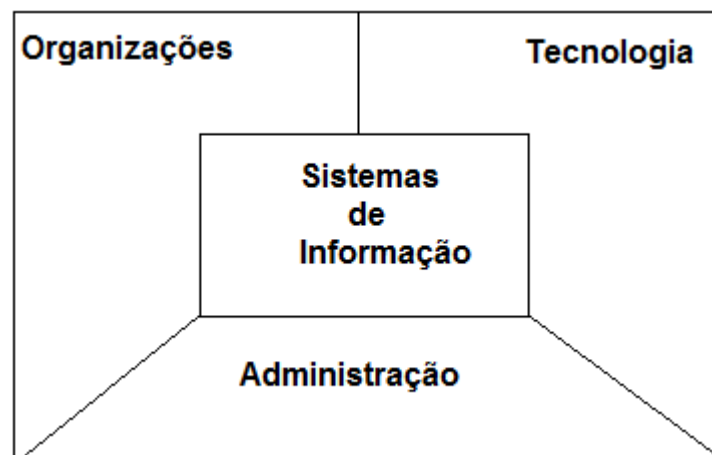 Organizações
Tecnologia
Sistemas
de
Informação
Administração